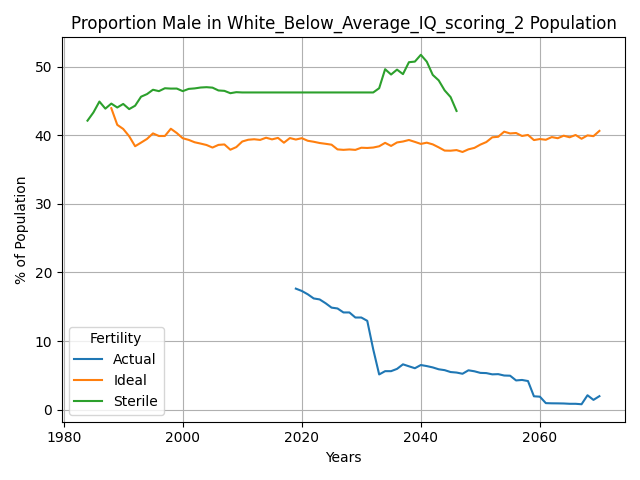 Proportion Male in White_Below_Average_IQ_scoring_2 Population
% of Population
50
40
30
20
10
0
Fertility
Actual
Ideal
Sterile
1980
2000
2020
2040
2060
Years